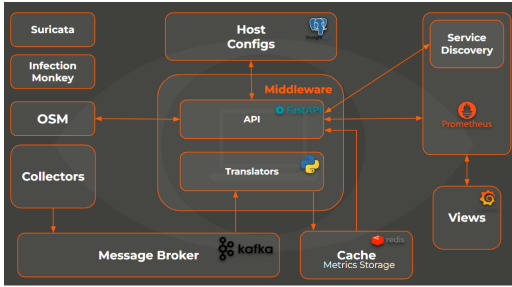 Suricata
Infection
Monkey
OSM
Collectors
Host
Configs
Middleware
API
FastAPI
Translators
Service
Discovery
Prometheus
Views
Message Broker
kafka
Cache
Metrics Storage
redis